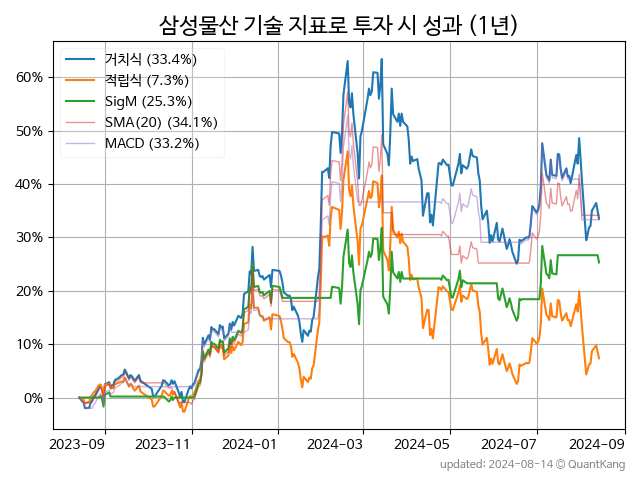 삼성물산 기술 지표로 투자 시 성과 (1년)
거치식 (33.4%)
적립식 (7.3%)
SigM (25.3%)
SMA(20) (34.1%)
MACD (33.2%)
60%
50%
40%
30%
20%
10%
0%
2023-09 2023-11 2024-01 2024-03 2024-05 2024-07 2024-09
updated: 2024-08-14 © QuantKang